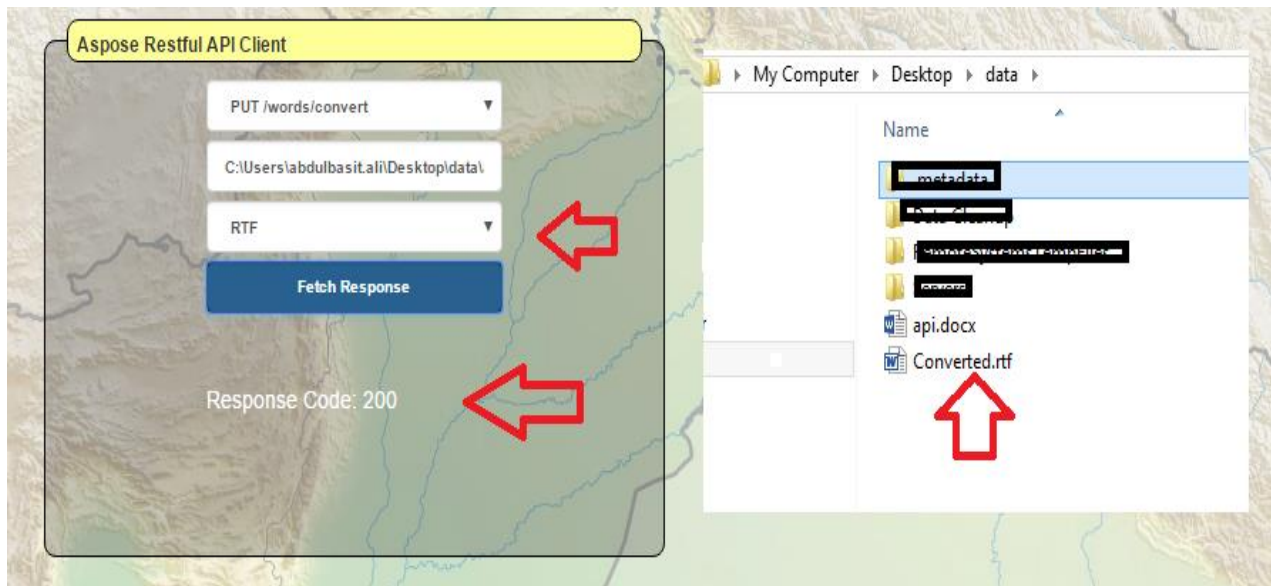 Aspose Restful API Client
PUT /words/convert
C:\Users\abdulbasit.ali\Desktop\data\
RTF
Fetch Response
Response Code: 200
My Computer Desktop data
Name
metadata
api.docx
Converted.rtf